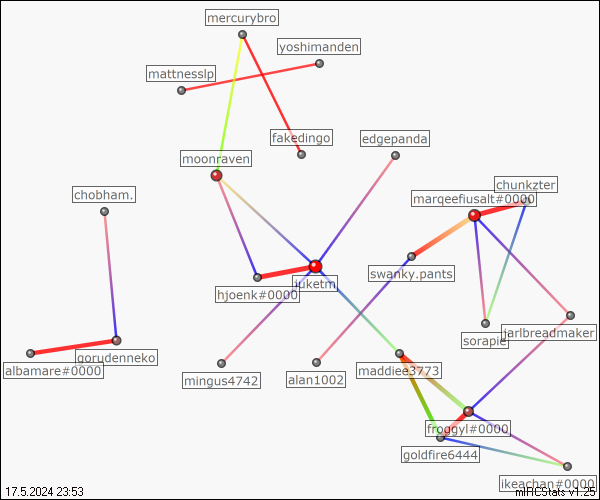 mercurybro
yoshimanden
mattnesslp
fakedingo
edgepanda
moonraven
chunkzter
chobham.
marqeefiusalt#0000
swanky.pants
juketm
hjoenk#0000
sorapie
jarlbreadmaker
gorudenneko
albamare#0000
maddiee3773
mingus4742
alan1002
froggyl#0000
goldfire6444
ikeachan#0000
17.5.2024 23:53
mIRCStats v1.25